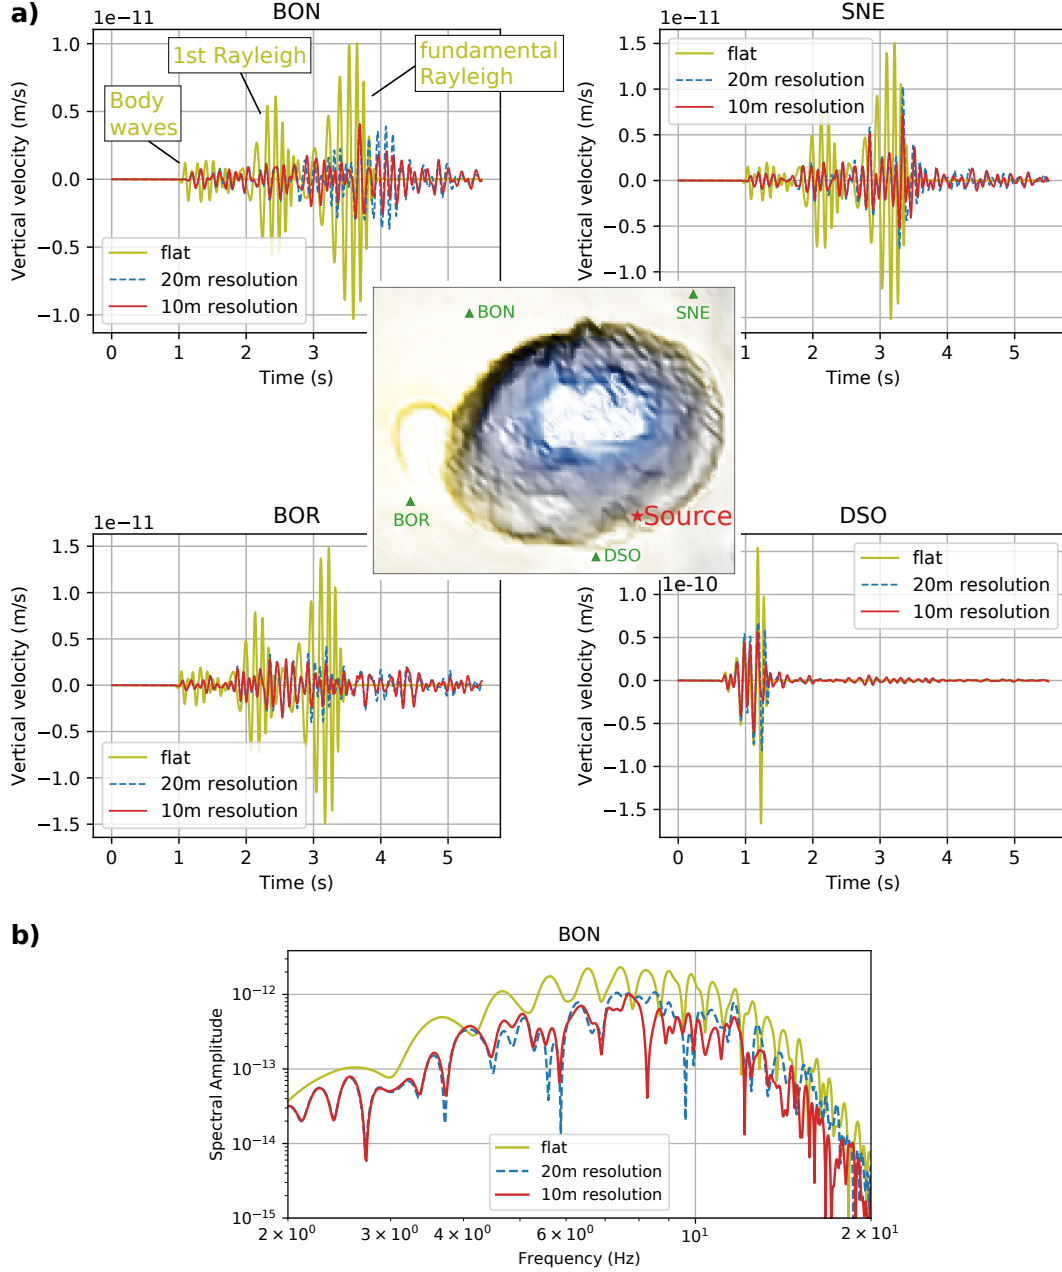 a)
BON
1e−11
Vertical velocity (m/s)
1.0
0.5
0.0
−0.5
−1.0
Body
waves
1st Rayleigh
fundamental
Rayleigh
flat
20m resolution
10m resolution
0
1
2
3
Time (s)
SNE
1e−11
Vertical velocity (m/s)
1.5
1.0
0.5
0.0
−0.5
−1.0
flat
20m resolution
10m resolution
2
3
4
5
Time (s)
BON
SNE
BOR
Source
DSO
BOR
1e−11
Vertical velocity (m/s)
1.5
1.0
0.5
0.0
−0.5
−1.0
−1.5
flat
20m resolution
10m resolution
0
1
2
3
4
5
Time (s)
DSO
1e-10
Vertical velocity (m/s)
1.0
0.5
0.0
−0.5
−1.0
−1.5
flat
20m resolution
10m resolution
0
1
2
3
4
5
Time (s)
b)
BON
Spectral Amplitude
10⁻¹²
10⁻¹³
10⁻¹⁴
10⁻¹⁵
flat
20m resolution
10m resolution
2 × 10⁰
3 × 10⁰
4 × 10⁰
6 × 10⁰
10¹
2 × 10¹
Frequency (Hz)